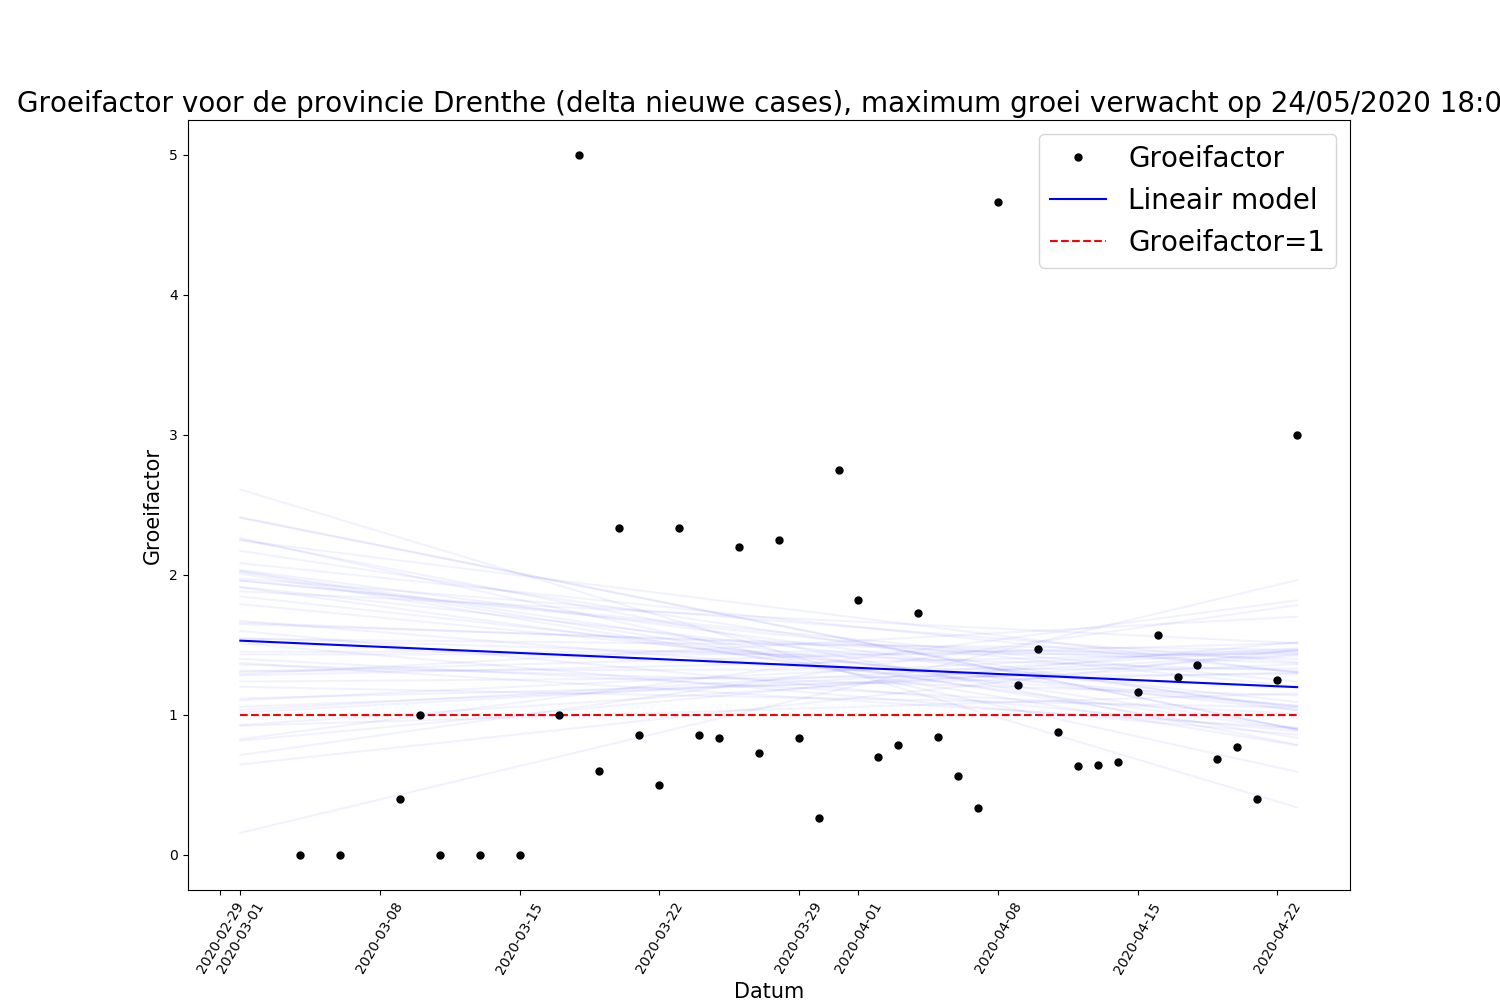 Groeifactor voor de provincie Drenthe (delta nieuwe cases), maximum groei verwacht op 24/05/2020 18:0
Groeifactor
Lineair model
Groeifactor=1
5
4
3
2
1
0
Groeifactor
2020-02-29
2020-03-01
2020-03-08
2020-03-15
2020-03-22
2020-03-29
2020-04-01
2020-04-08
2020-04-15
2020-04-22
Datum